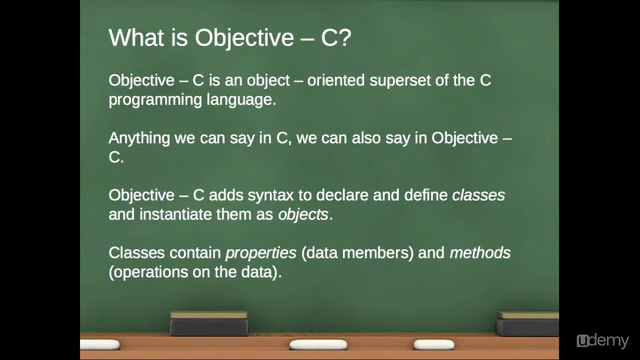 What is Objective – C?
Objective – C is an object – oriented superset of the C
programming language.
Anything we can say in C, we can also say in Objective –
C.
Objective – C adds syntax to declare and define classes
and instantiate them as objects.
Classes contain properties (data members) and methods
(operations on the data).
udemy